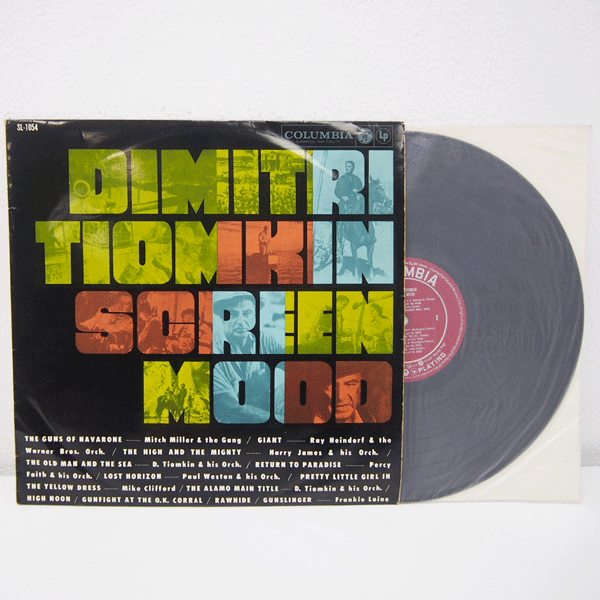 SL-1054
COLUMBIA Lp
DIMITRI
TIOMKIN
SCREEN
MOOD
THE GUNS OF NAVARONE —— Mitch Miller & the Gang / GIANT —— Ray Heindorf & the
Warner Bros. Orch. / THE HIGH AND THE MIGHTY —— Harry James & his Orch. /
THE OLD MAN AND THE SEA —— D. Tiomkin & his Orch. / RETURN TO PARADISE —— Percy
Faith & his Orch. / LOST HORIZON —— Paul Weston & his Orch. / PRETTY LITTLE GIRL IN
THE YELLOW DRESS —— Mike Clifford / THE ALAMO MAIN TITLE —— D. Tiomkin & his Orch. /
HIGH NOON / GUNFIGHT AT THE O.K. CORRAL / RAWHIDE / GUNSLINGER —— Frankie Laine
UMBIA
1
PLAYING